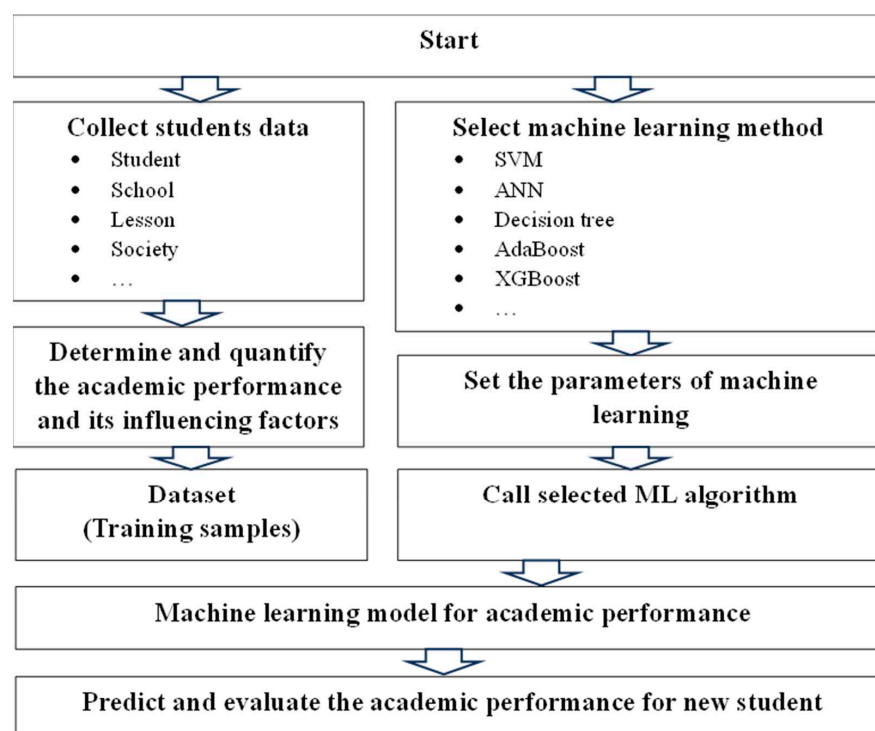 Start
Collect students data
• Student
• School
• Lesson
• Society
• …
Select machine learning method
• SVM
• ANN
• Decision tree
• AdaBoost
• XGBoost
• …
Determine and quantify
the academic performance
and its influencing factors
Set the parameters of machine
learning
Dataset
(Training samples)
Call selected ML algorithm
Machine learning model for academic performance
Predict and evaluate the academic performance for new student